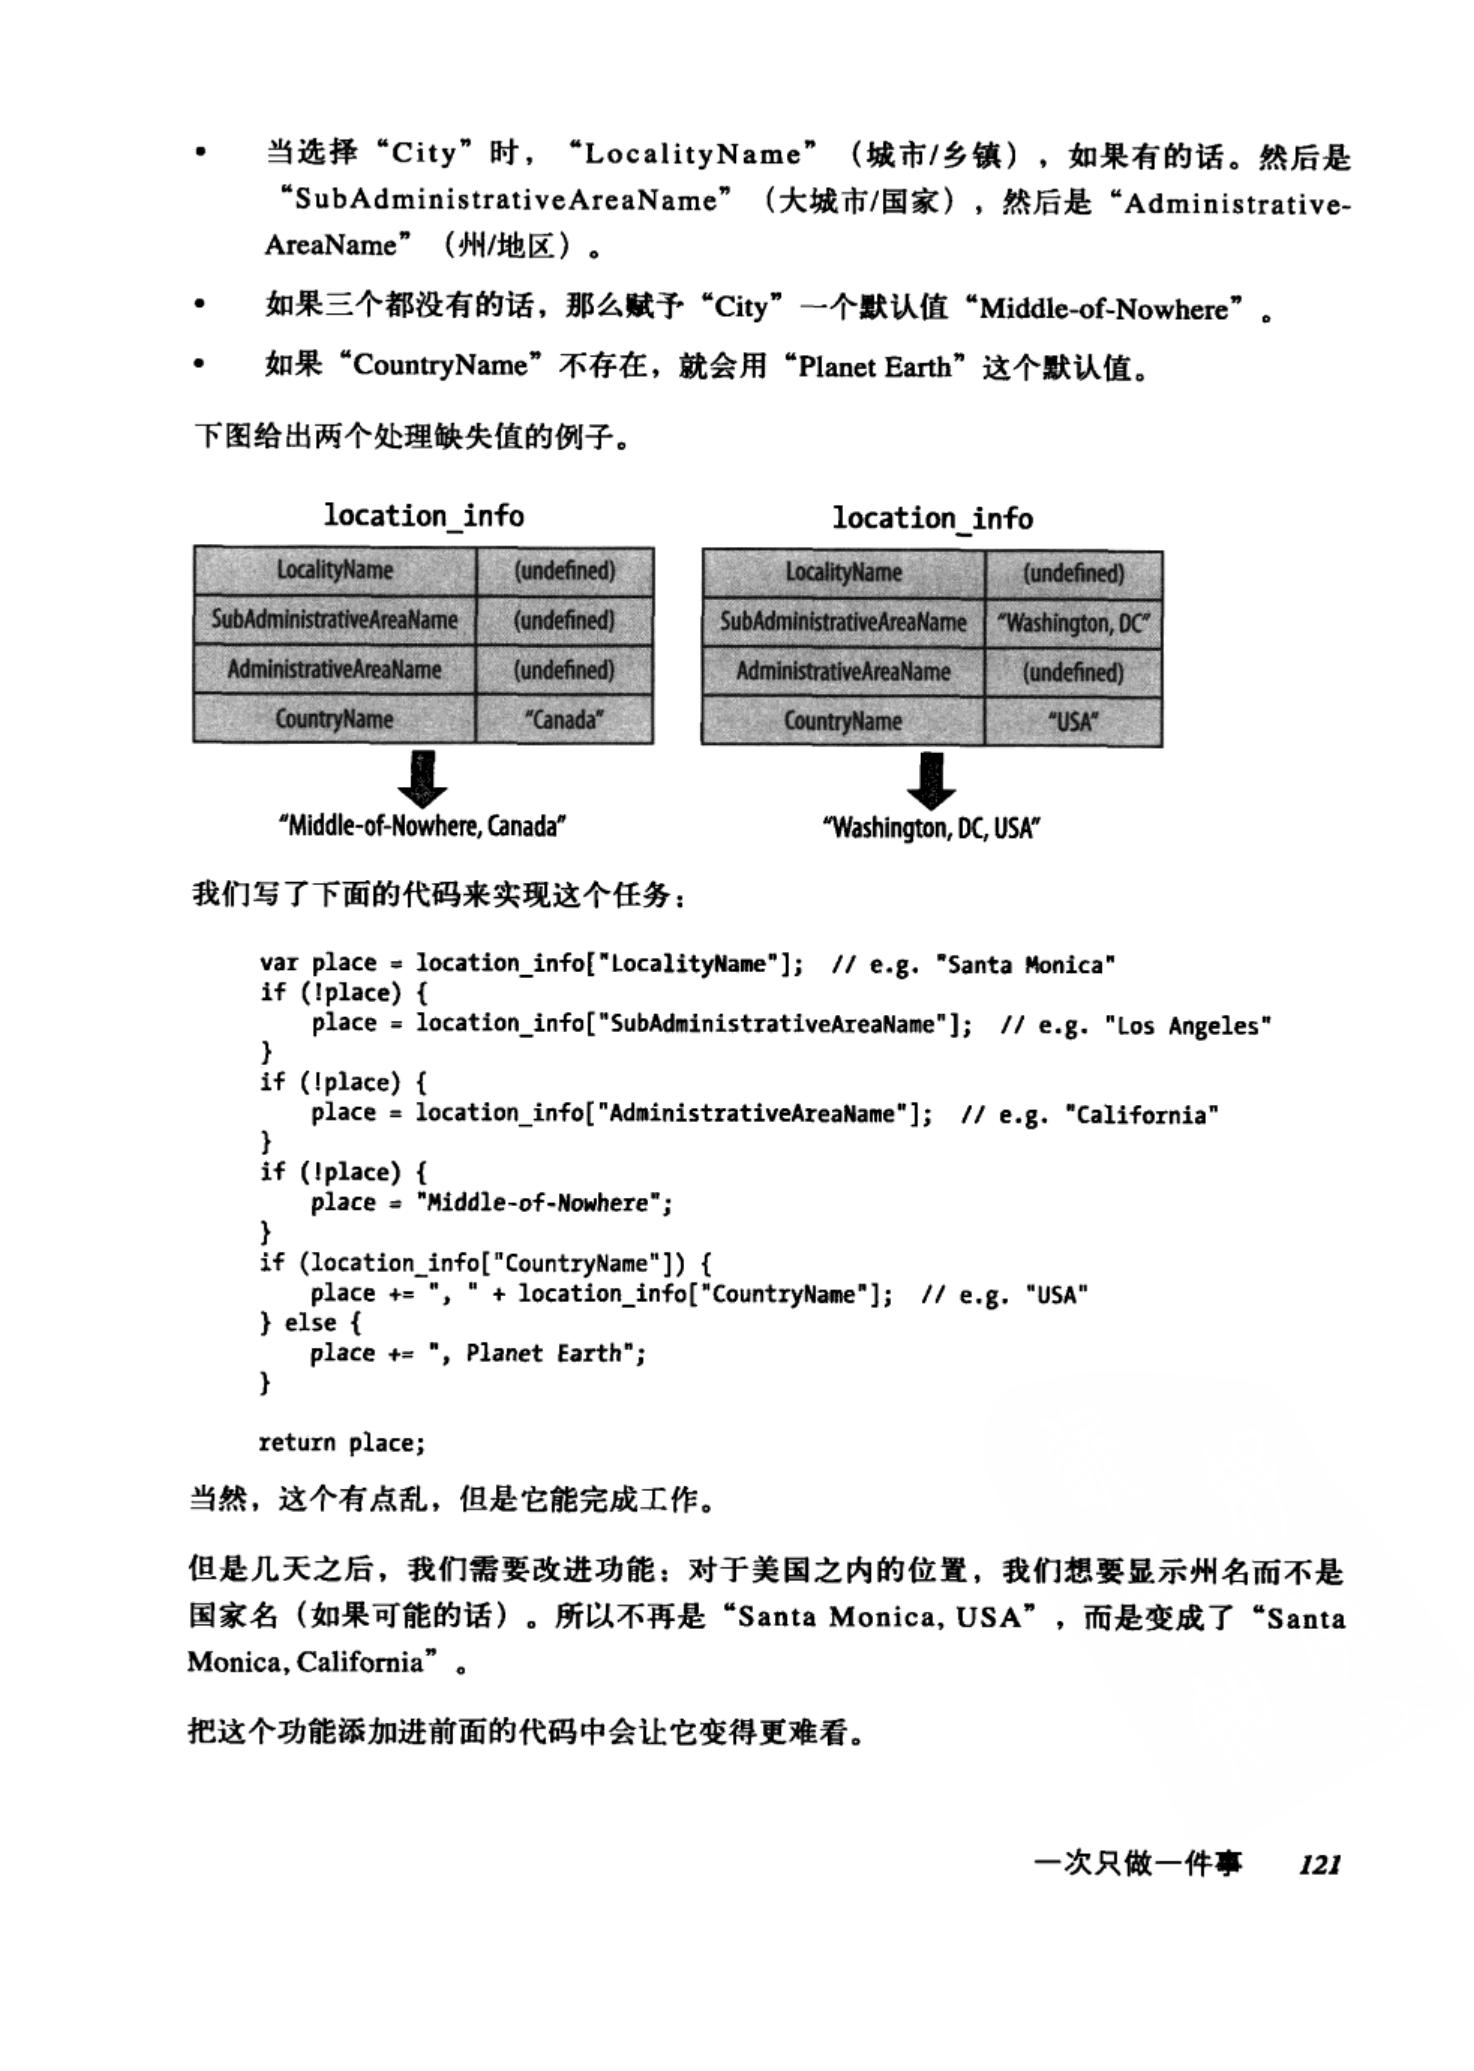 • 当选择“City”时，“LocalityName”（城市/乡镇），如果有的话。然后是
“SubAdministrativeAreaName”（大城市/国家），然后是“Administrative-
AreaName”（州/地区）。
• 如果三个都没有的话，那么赋予“City”一个默认值“Middle-of-Nowhere”。
• 如果“CountryName”不存在，就会用“Planet Earth”这个默认值。
下图给出两个处理缺失值的例子。
location_info
LocalityName (undefined)
SubAdministrativeAreaName (undefined)
AdministrativeAreaName (undefined)
CountryName “Canada”
“Middle-of-Nowhere, Canada”
location_info
LocalityName (undefined)
SubAdministrativeAreaName “Washington, DC”
AdministrativeAreaName (undefined)
CountryName “USA”
“Washington, DC, USA”
我们写了下面的代码来实现这个任务：
var place = location_info["LocalityName"];  // e.g. "Santa Monica"
if (!place) {
    place = location_info["SubAdministrativeAreaName"];  // e.g. "Los Angeles"
}
if (!place) {
    place = location_info["AdministrativeAreaName"];  // e.g. "California"
}
if (!place) {
    place = "Middle-of-Nowhere";
}
if (location_info["CountryName"]) {
    place += ", " + location_info["CountryName"];  // e.g. "USA"
} else {
    place += ", Planet Earth";
}
return place;
当然，这个有点乱，但是它能完成工作。
但是几天之后，我们需要改进功能：对于美国之内的位置，我们想要显示州名而不是
国家名（如果可能的话）。所以不再是“Santa Monica, USA”，而是变成了“Santa
Monica, California”。
把这个功能添加进前面的代码中会让它变得更难看。
一次只做一件事 121